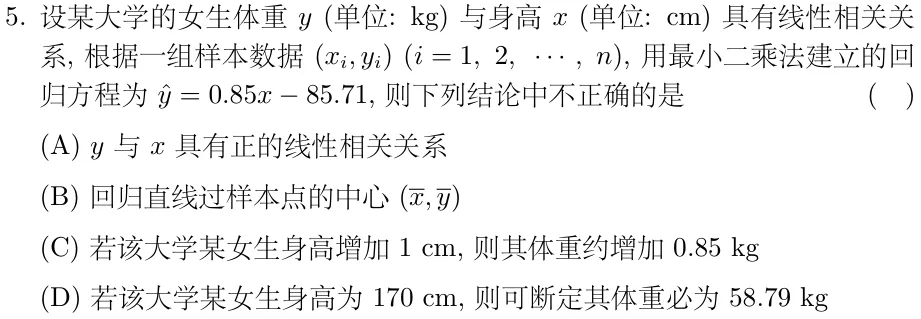 5. 设某大学的女生体重 y (单位: kg) 与身高 x (单位: cm) 具有线性相关关
系, 根据一组样本数据 (xᵢ, yᵢ) (i = 1, 2, ⋯ , n), 用最小二乘法建立的回
归方程为 ŷ = 0.85x − 85.71, 则下列结论中不正确的是 ( )
(A) y 与 x 具有正的线性相关关系
(B) 回归直线过样本点的中心 (x̅, y̅)
(C) 若该大学某女生身高增加 1 cm, 则其体重约增加 0.85 kg
(D) 若该大学某女生身高为 170 cm, 则可断定其体重必为 58.79 kg